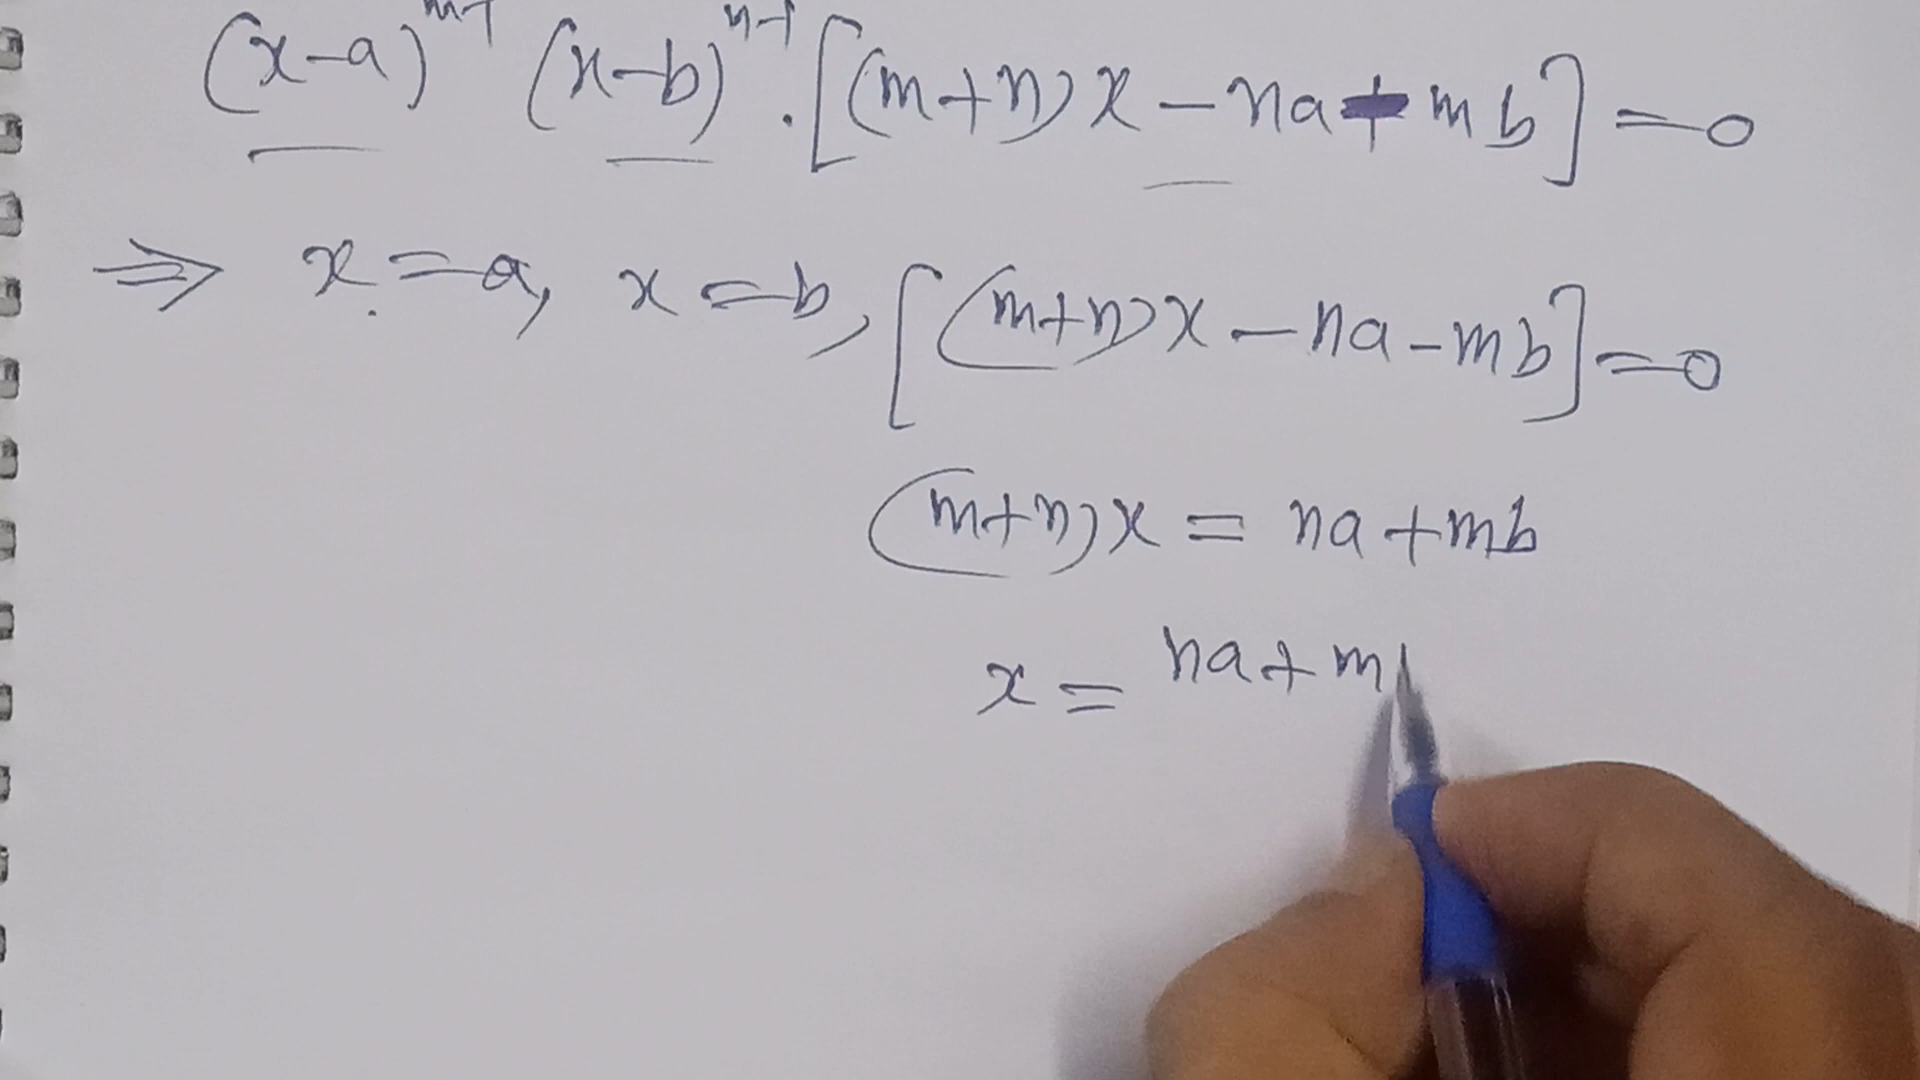 (x-a)^{m-1} (x-b)^{n-1} . [(m+n)x - na - mb] = 0
⇒ x = a, x = b, [(m+n)x - na - mb] = 0
(m+n)x = na + mb
x = na + m